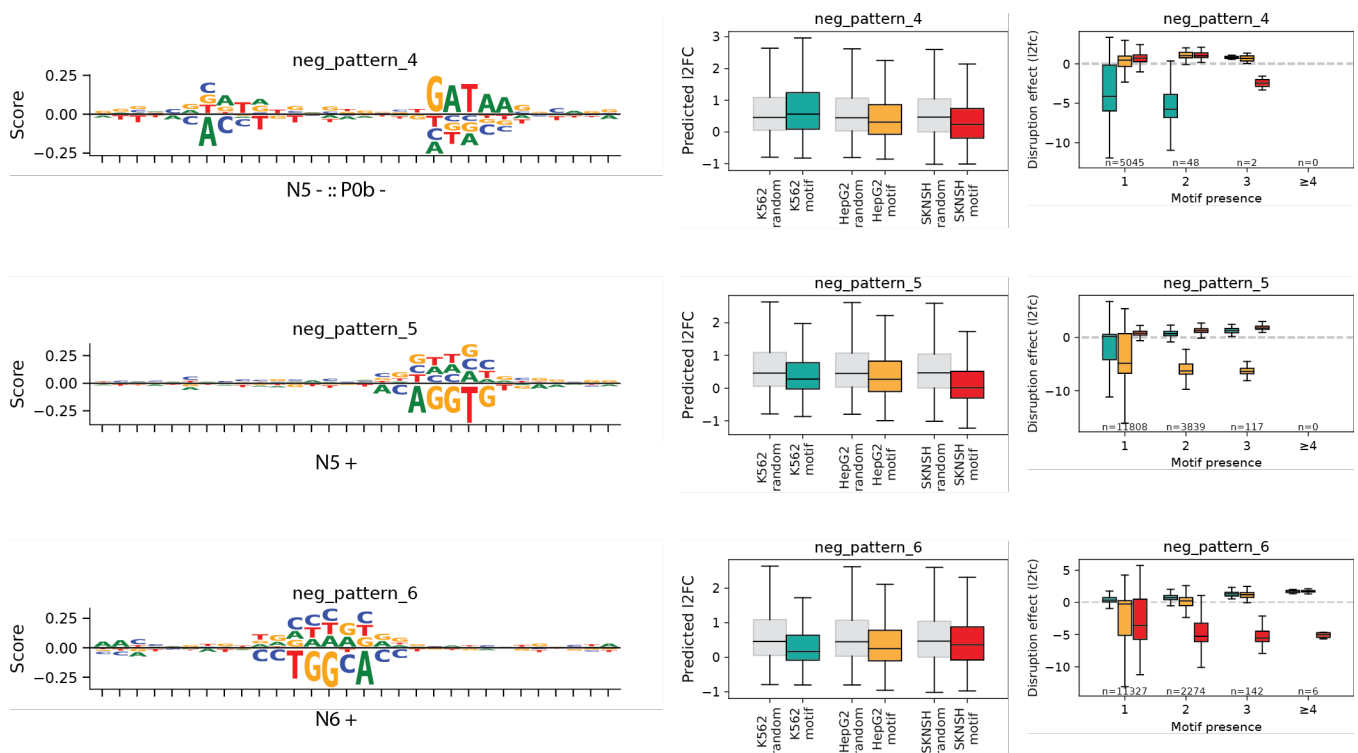 neg_pattern_4
Score
0.25
0.00
−0.25
N5 - :: P0b -
neg_pattern_4
Predicted l2FC
3
2
1
0
−1
K562 random
K562 motif
HepG2 random
HepG2 motif
SKNSH random
SKNSH motif
neg_pattern_4
Disruption effect (l2fc)
0
−5
−10
n=5045
n=48
n=2
n=0
1
2
3
≥4
Motif presence
neg_pattern_5
Score
0.25
0.00
−0.25
N5 +
neg_pattern_5
Predicted l2FC
2
1
0
−1
K562 random
K562 motif
HepG2 random
HepG2 motif
SKNSH random
SKNSH motif
neg_pattern_5
Disruption effect (l2fc)
0
−5
−10
n=11808
n=3839
n=117
n=0
1
2
3
≥4
Motif presence
neg_pattern_6
Score
0.25
0.00
−0.25
N6 +
neg_pattern_6
Predicted l2FC
2
1
0
−1
K562 random
K562 motif
HepG2 random
HepG2 motif
SKNSH random
SKNSH motif
neg_pattern_6
Disruption effect (l2fc)
5
0
−5
−10
n=11327
n=2274
n=142
n=6
1
2
3
≥4
Motif presence